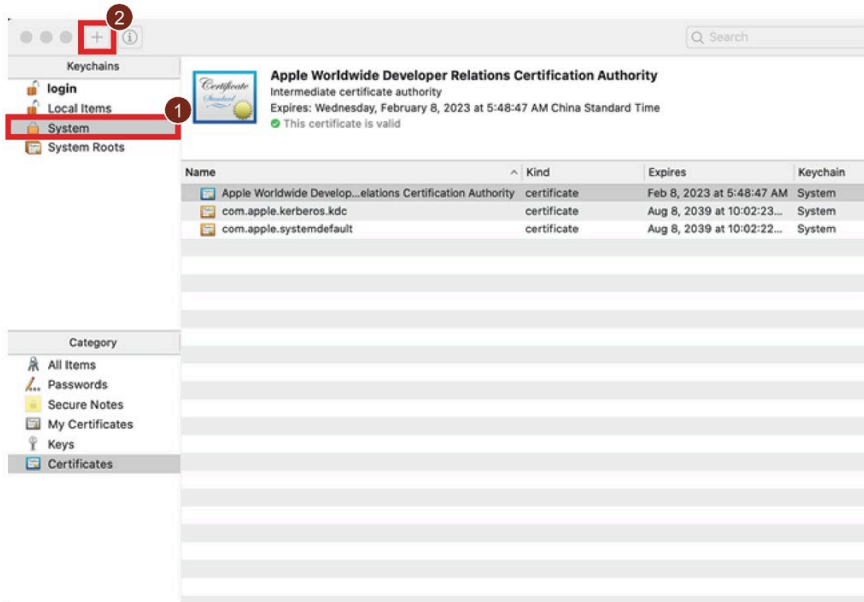 2
Search
Keychains
login
Local Items
1
System
System Roots
Certificate
Standard
Apple Worldwide Developer Relations Certification Authority
Intermediate certificate authority
Expires: Wednesday, February 8, 2023 at 5:48:47 AM China Standard Time
This certificate is valid
Name Kind Expires Keychain
Apple Worldwide Develop...elations Certification Authority certificate Feb 8, 2023 at 5:48:47 AM System
com.apple.kerberos.kdc certificate Aug 8, 2039 at 10:02:23... System
com.apple.systemdefault certificate Aug 8, 2039 at 10:02:22... System
Category
All Items
Passwords
Secure Notes
My Certificates
Keys
Certificates